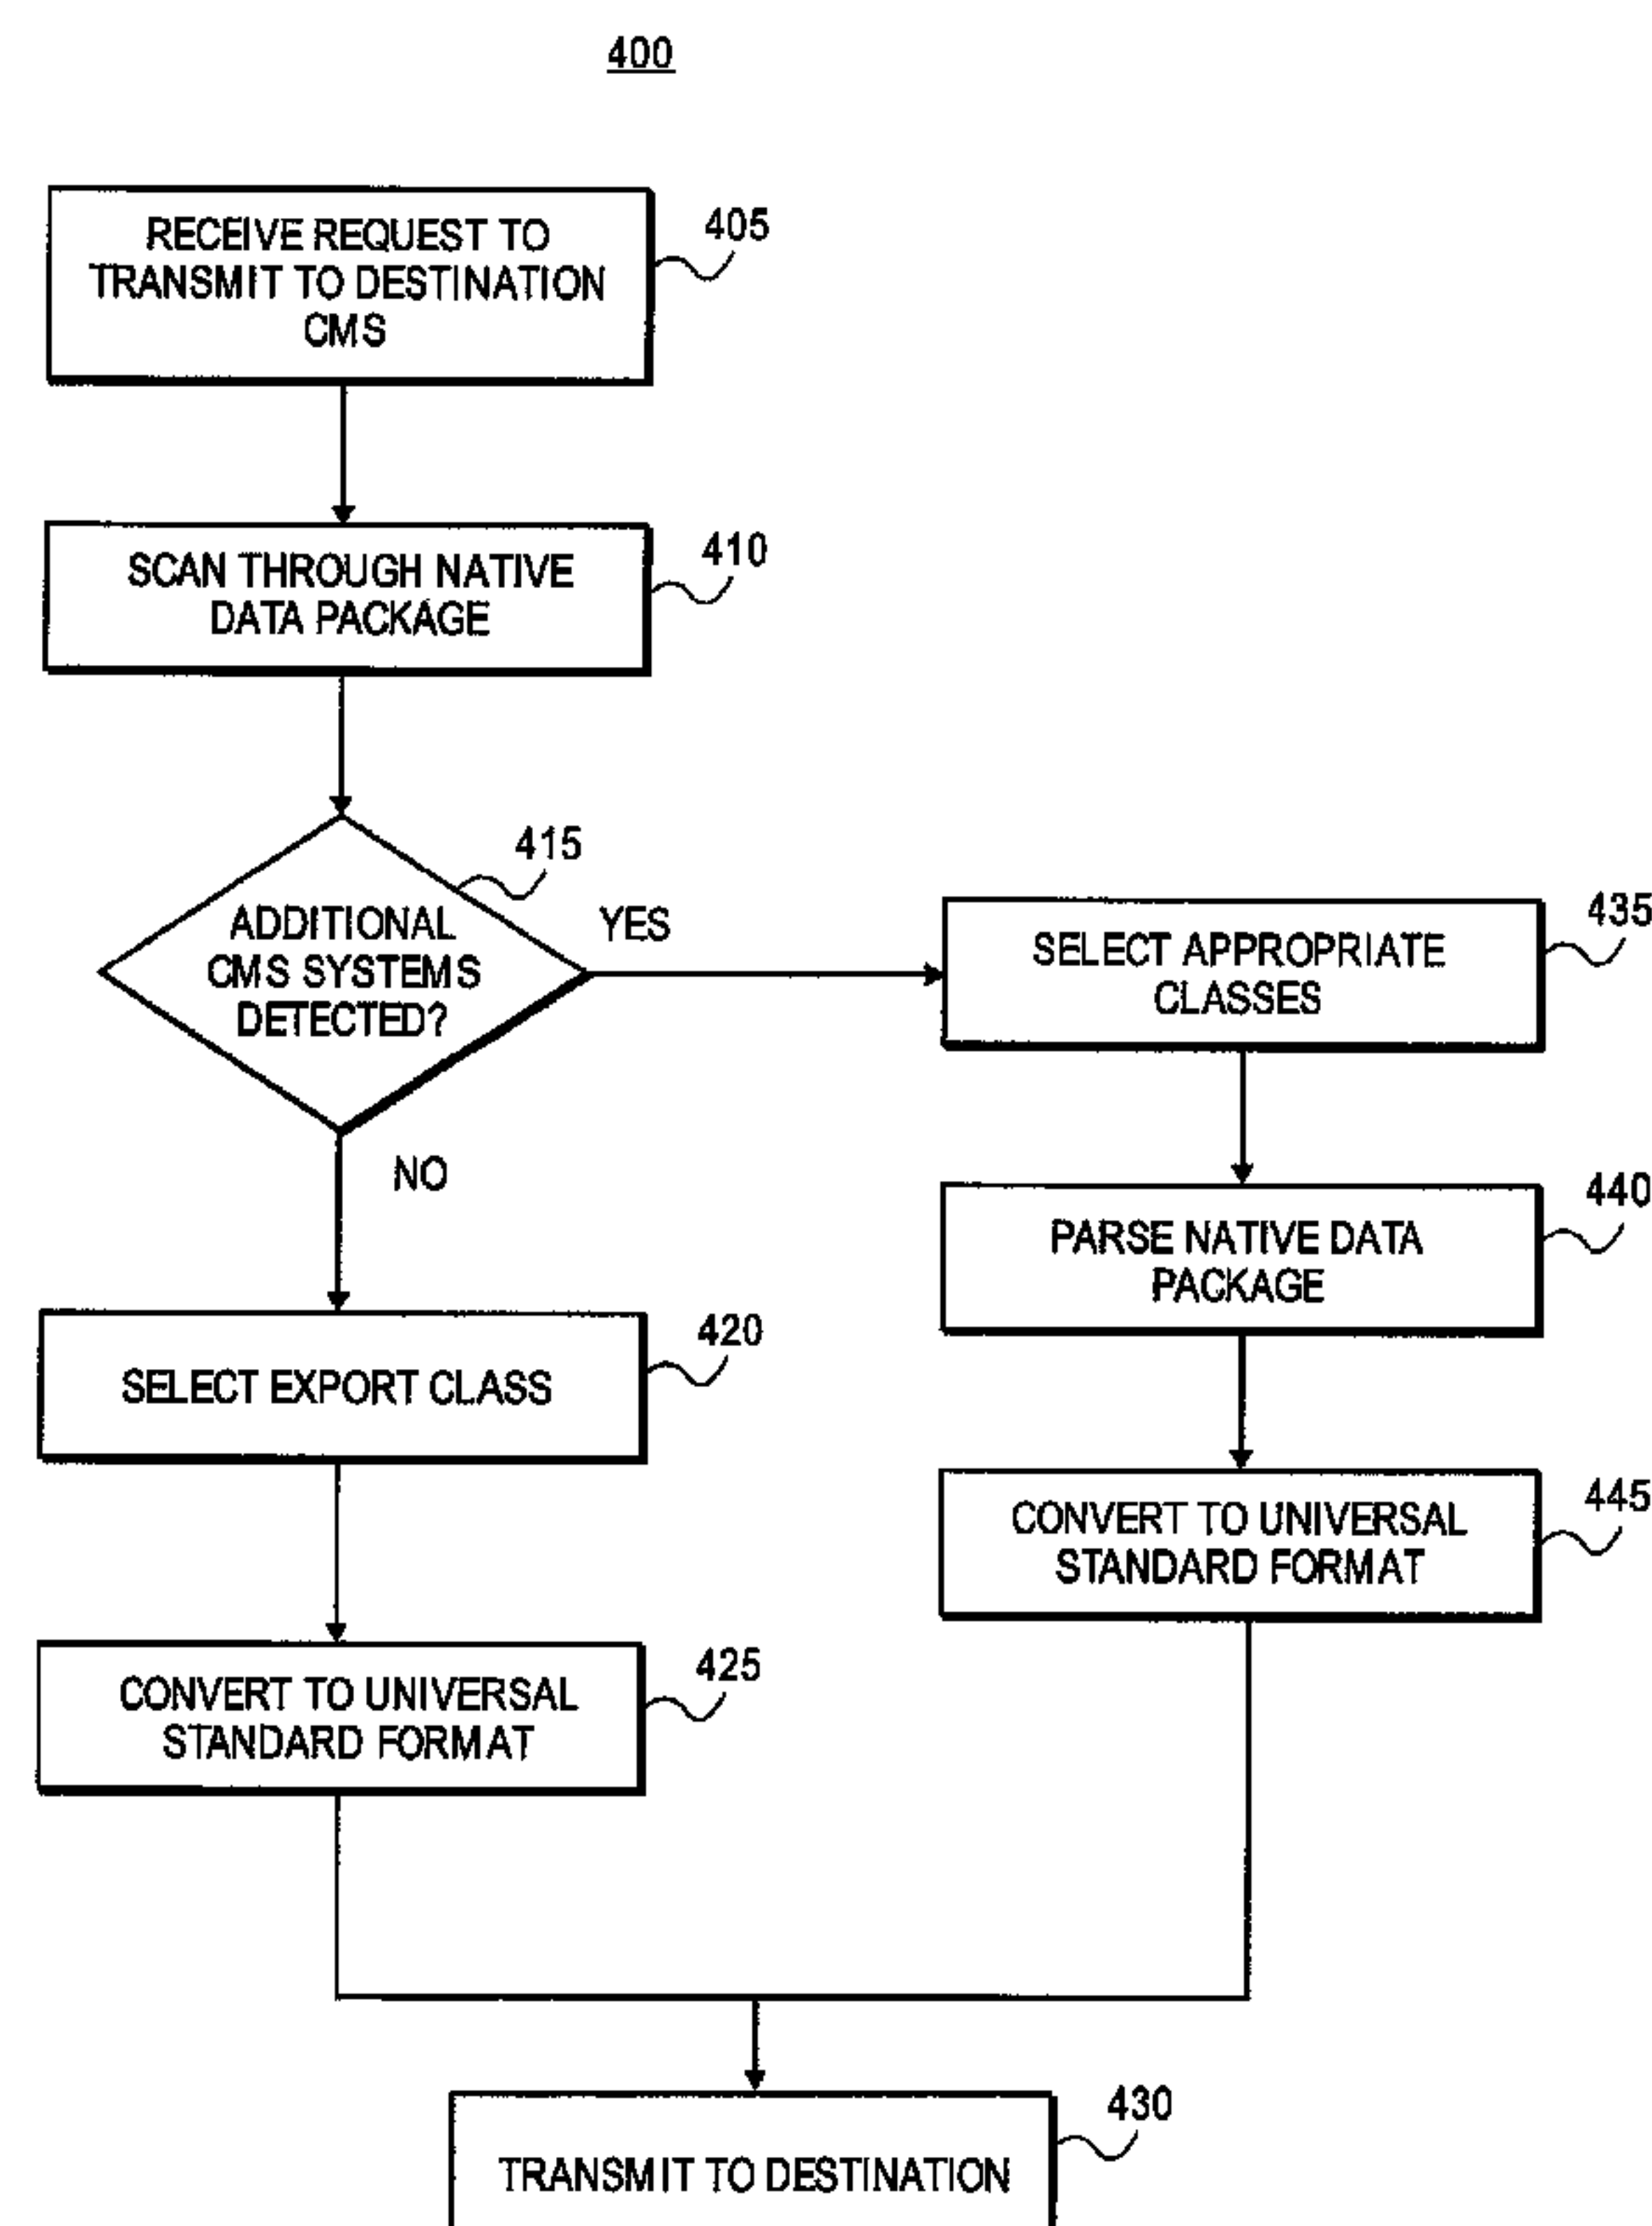 400
RECEIVE REQUEST TO
TRANSMIT TO DESTINATION
CMS
405
SCAN THROUGH NATIVE
DATA PACKAGE
410
ADDITIONAL
CMS SYSTEMS
DETECTED?
415
YES
NO
SELECT APPROPRIATE
CLASSES
435
PARSE NATIVE DATA
PACKAGE
440
CONVERT TO UNIVERSAL
STANDARD FORMAT
445
SELECT EXPORT CLASS
420
CONVERT TO UNIVERSAL
STANDARD FORMAT
425
TRANSMIT TO DESTINATION
430